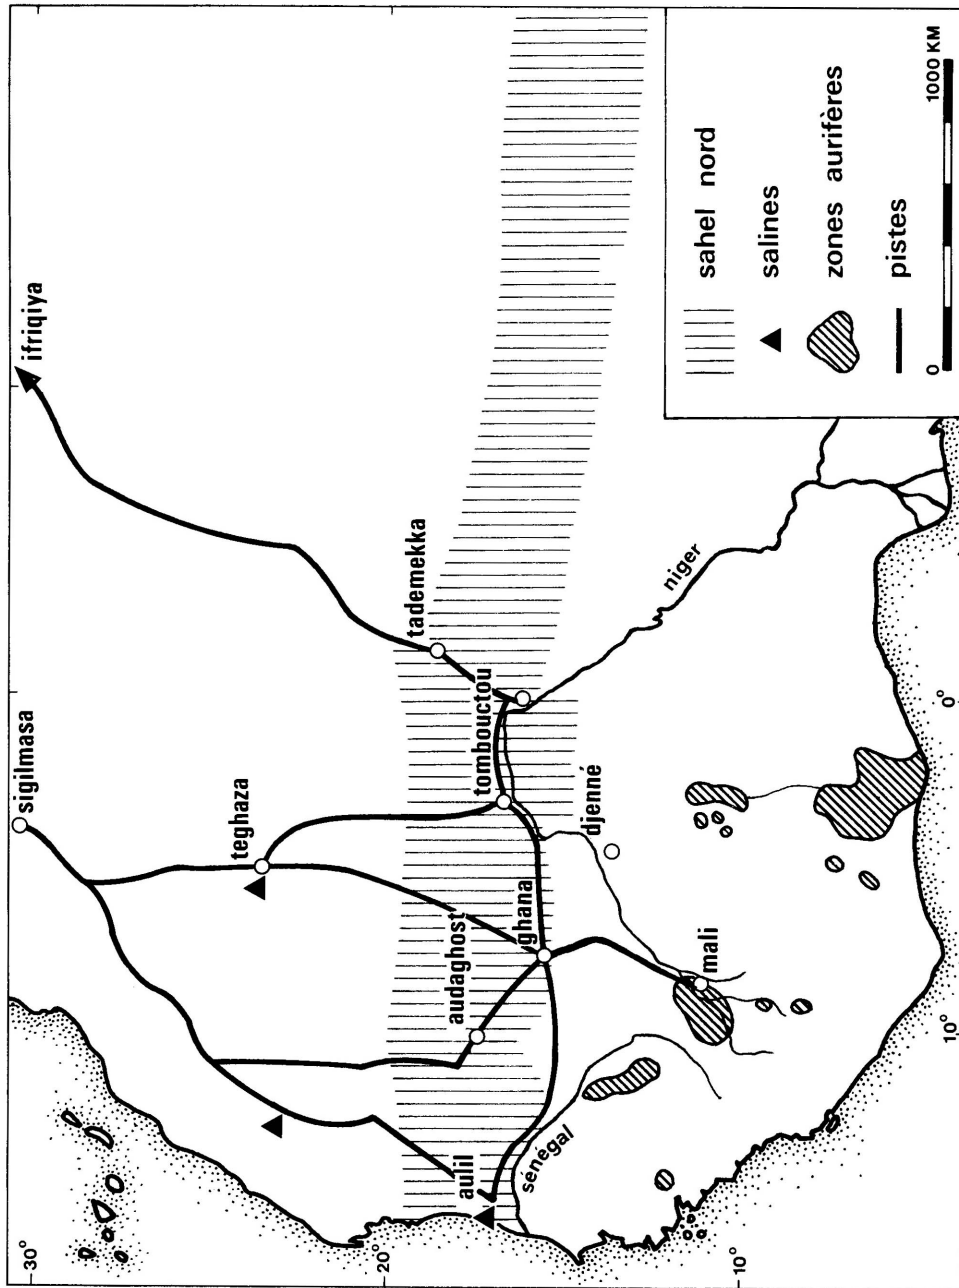 30°
20°
10°
10°
0°
ifriqiya
sigilmasa
teghaza
tademekka
tombouctou
audaghost
ghana
aulil
sénégal
niger
djenné
mali
sahel nord
salines
zones aurifères
pistes
0
1000 KM